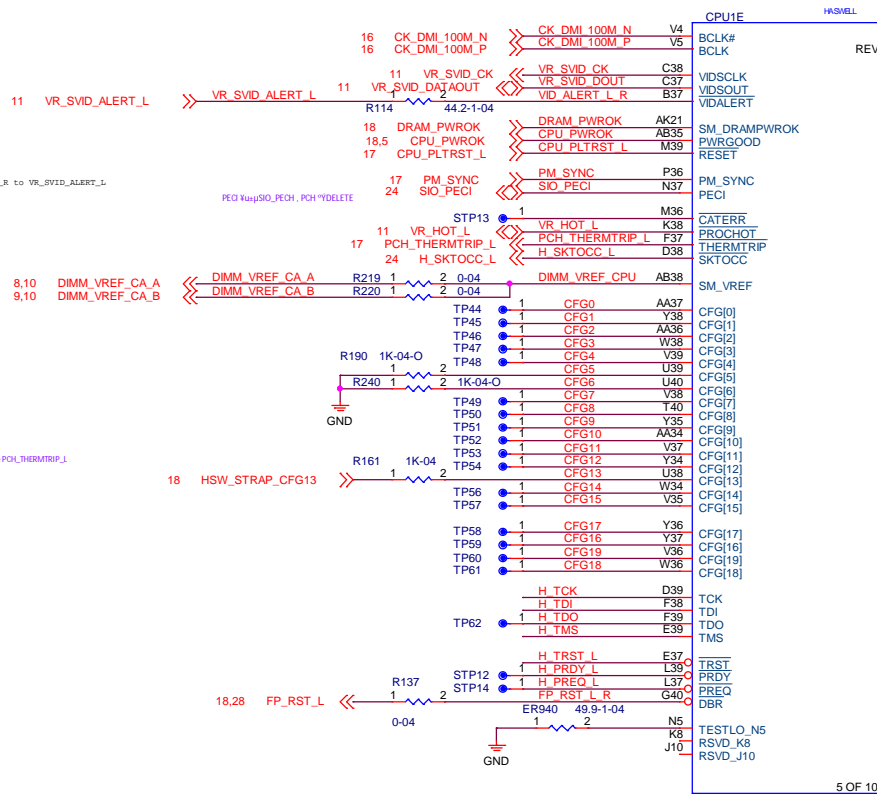 CPU1E HASWELL
16 CK_DMI_100M_N CK_DMI_100M_N V4 BCLK#
16 CK_DMI_100M_P CK_DMI_100M_P V5 BCLK REV
11 VR_SVID_CK VR_SVID_CK C38 VIDSCLK
11 VR_SVID_DATAOUT VR_SVID_DOUT C37 VIDSOUT
11 VR_SVID_ALERT_L VR_SVID_ALERT_L 1 2 VID_ALERT_L_R B37 VIDALERT
R114 44.2-1-04
18 DRAM_PWROK DRAM_PWROK AK21 SM_DRAMPWROK
18,5 CPU_PWROK CPU_PWROK AB35 PWRGOOD
17 CPU_PLTRST_L CPU_PLTRST_L M39 RESET
_R to VR_SVID_ALERT_L
17 PM_SYNC PM_SYNC P36 PM_SYNC
24 SIO_PECI SIO_PECI N37 PECI
PECI ¥u±µSIO_PECH , PCH °ŸDELETE
STP13 1 M36 CATERR
11 VR_HOT_L VR_HOT_L K38 PROCHOT
17 PCH_THERMTRIP_L PCH_THERMTRIP_L F37 THERMTRIP
24 H_SKTOCC_L H_SKTOCC_L D38 SKTOCC
8,10 DIMM_VREF_CA_A DIMM_VREF_CA_A R219 1 2 0-04 DIMM_VREF_CPU AB38 SM_VREF
9,10 DIMM_VREF_CA_B DIMM_VREF_CA_B R220 1 2 0-04
TP44 1 CFG0 AA37 CFG[0]
TP45 1 CFG1 Y38 CFG[1]
TP46 1 CFG2 AA36 CFG[2]
TP47 1 CFG3 W38 CFG[3]
TP48 1 CFG4 V39 CFG[4]
R190 1K-04-O 1 2 CFG5 U39 CFG[5]
R240 1 2 1K-04-O CFG6 U40 CFG[6]
TP49 1 CFG7 V38 CFG[7]
TP50 1 CFG8 T40 CFG[8]
GND
TP51 1 CFG9 Y35 CFG[9]
TP52 1 CFG10 AA34 CFG[10]
TP53 1 CFG11 V37 CFG[11]
PCH_THERMTRIP_L
TP54 1 CFG12 Y34 CFG[12]
R161 1K-04
18 HSW_STRAP_CFG13 1 2 CFG13 U38 CFG[13]
TP56 1 CFG14 W34 CFG[14]
TP57 1 CFG15 V35 CFG[15]
TP58 1 CFG17 Y36 CFG[17]
TP59 1 CFG16 Y37 CFG[16]
TP60 1 CFG19 V36 CFG[19]
TP61 1 CFG18 W36 CFG[18]
H_TCK D39 TCK
H_TDI F38 TDI
TP62 1 H_TDO F39 TDO
H_TMS E39 TMS
H_TRST_L E37 TRST
STP12 1 H_PRDY_L L39 PRDY
STP14 1 H_PREQ_L L37 PREQ
R137
18,28 FP_RST_L 1 2 FP_RST_L_R G40 DBR
0-04
ER940 49.9-1-04
1 2 N5 TESTLO_N5
K8 RSVD_K8
J10 RSVD_J10
GND
5 OF 10